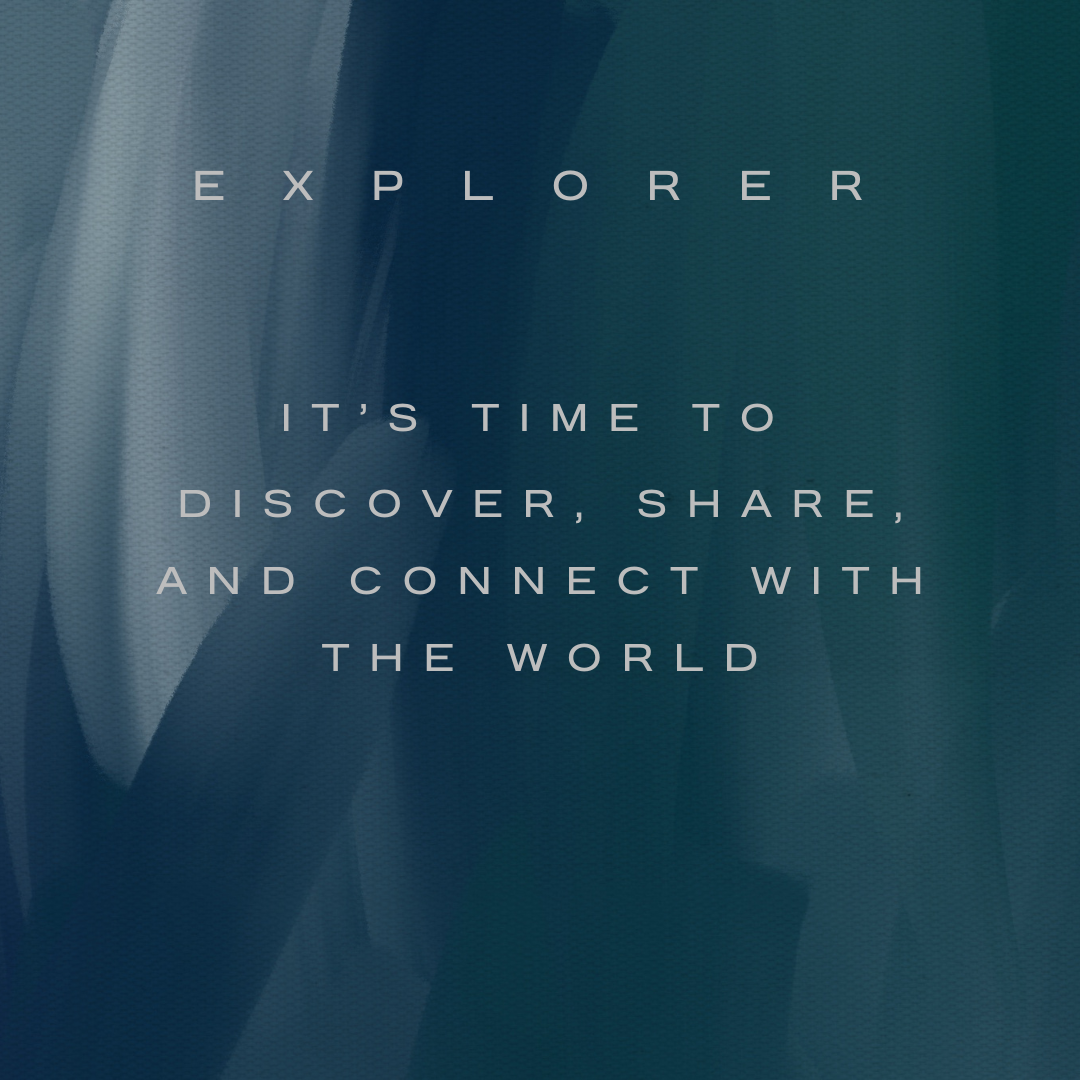 EXPLORER
IT’S TIME TO
DISCOVER, SHARE,
AND CONNECT WITH
THE WORLD